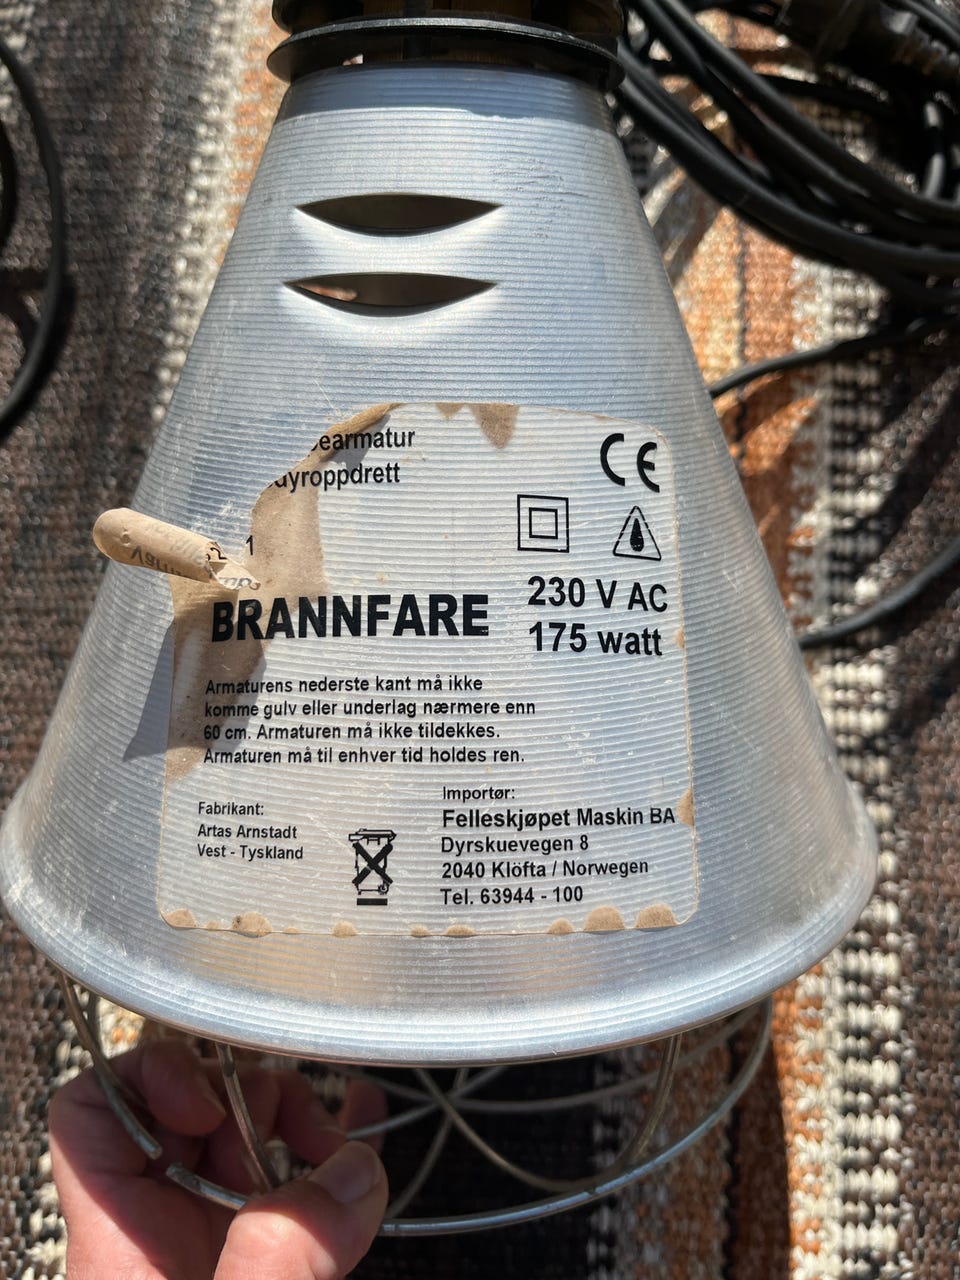 earmatur
dyroppdrett
CE
1
BRANNFARE
230 V AC
175 watt
Armaturens nederste kant må ikke
komme gulv eller underlag nærmere enn
60 cm. Armaturen må ikke tildekkes.
Armaturen må til enhver tid holdes ren.
Fabrikant:
Artas Arnstadt
Vest - Tyskland
Importør:
Felleskjøpet Maskin BA
Dyrskuevegen 8
2040 Klöfta / Norwegen
Tel. 63944 - 100